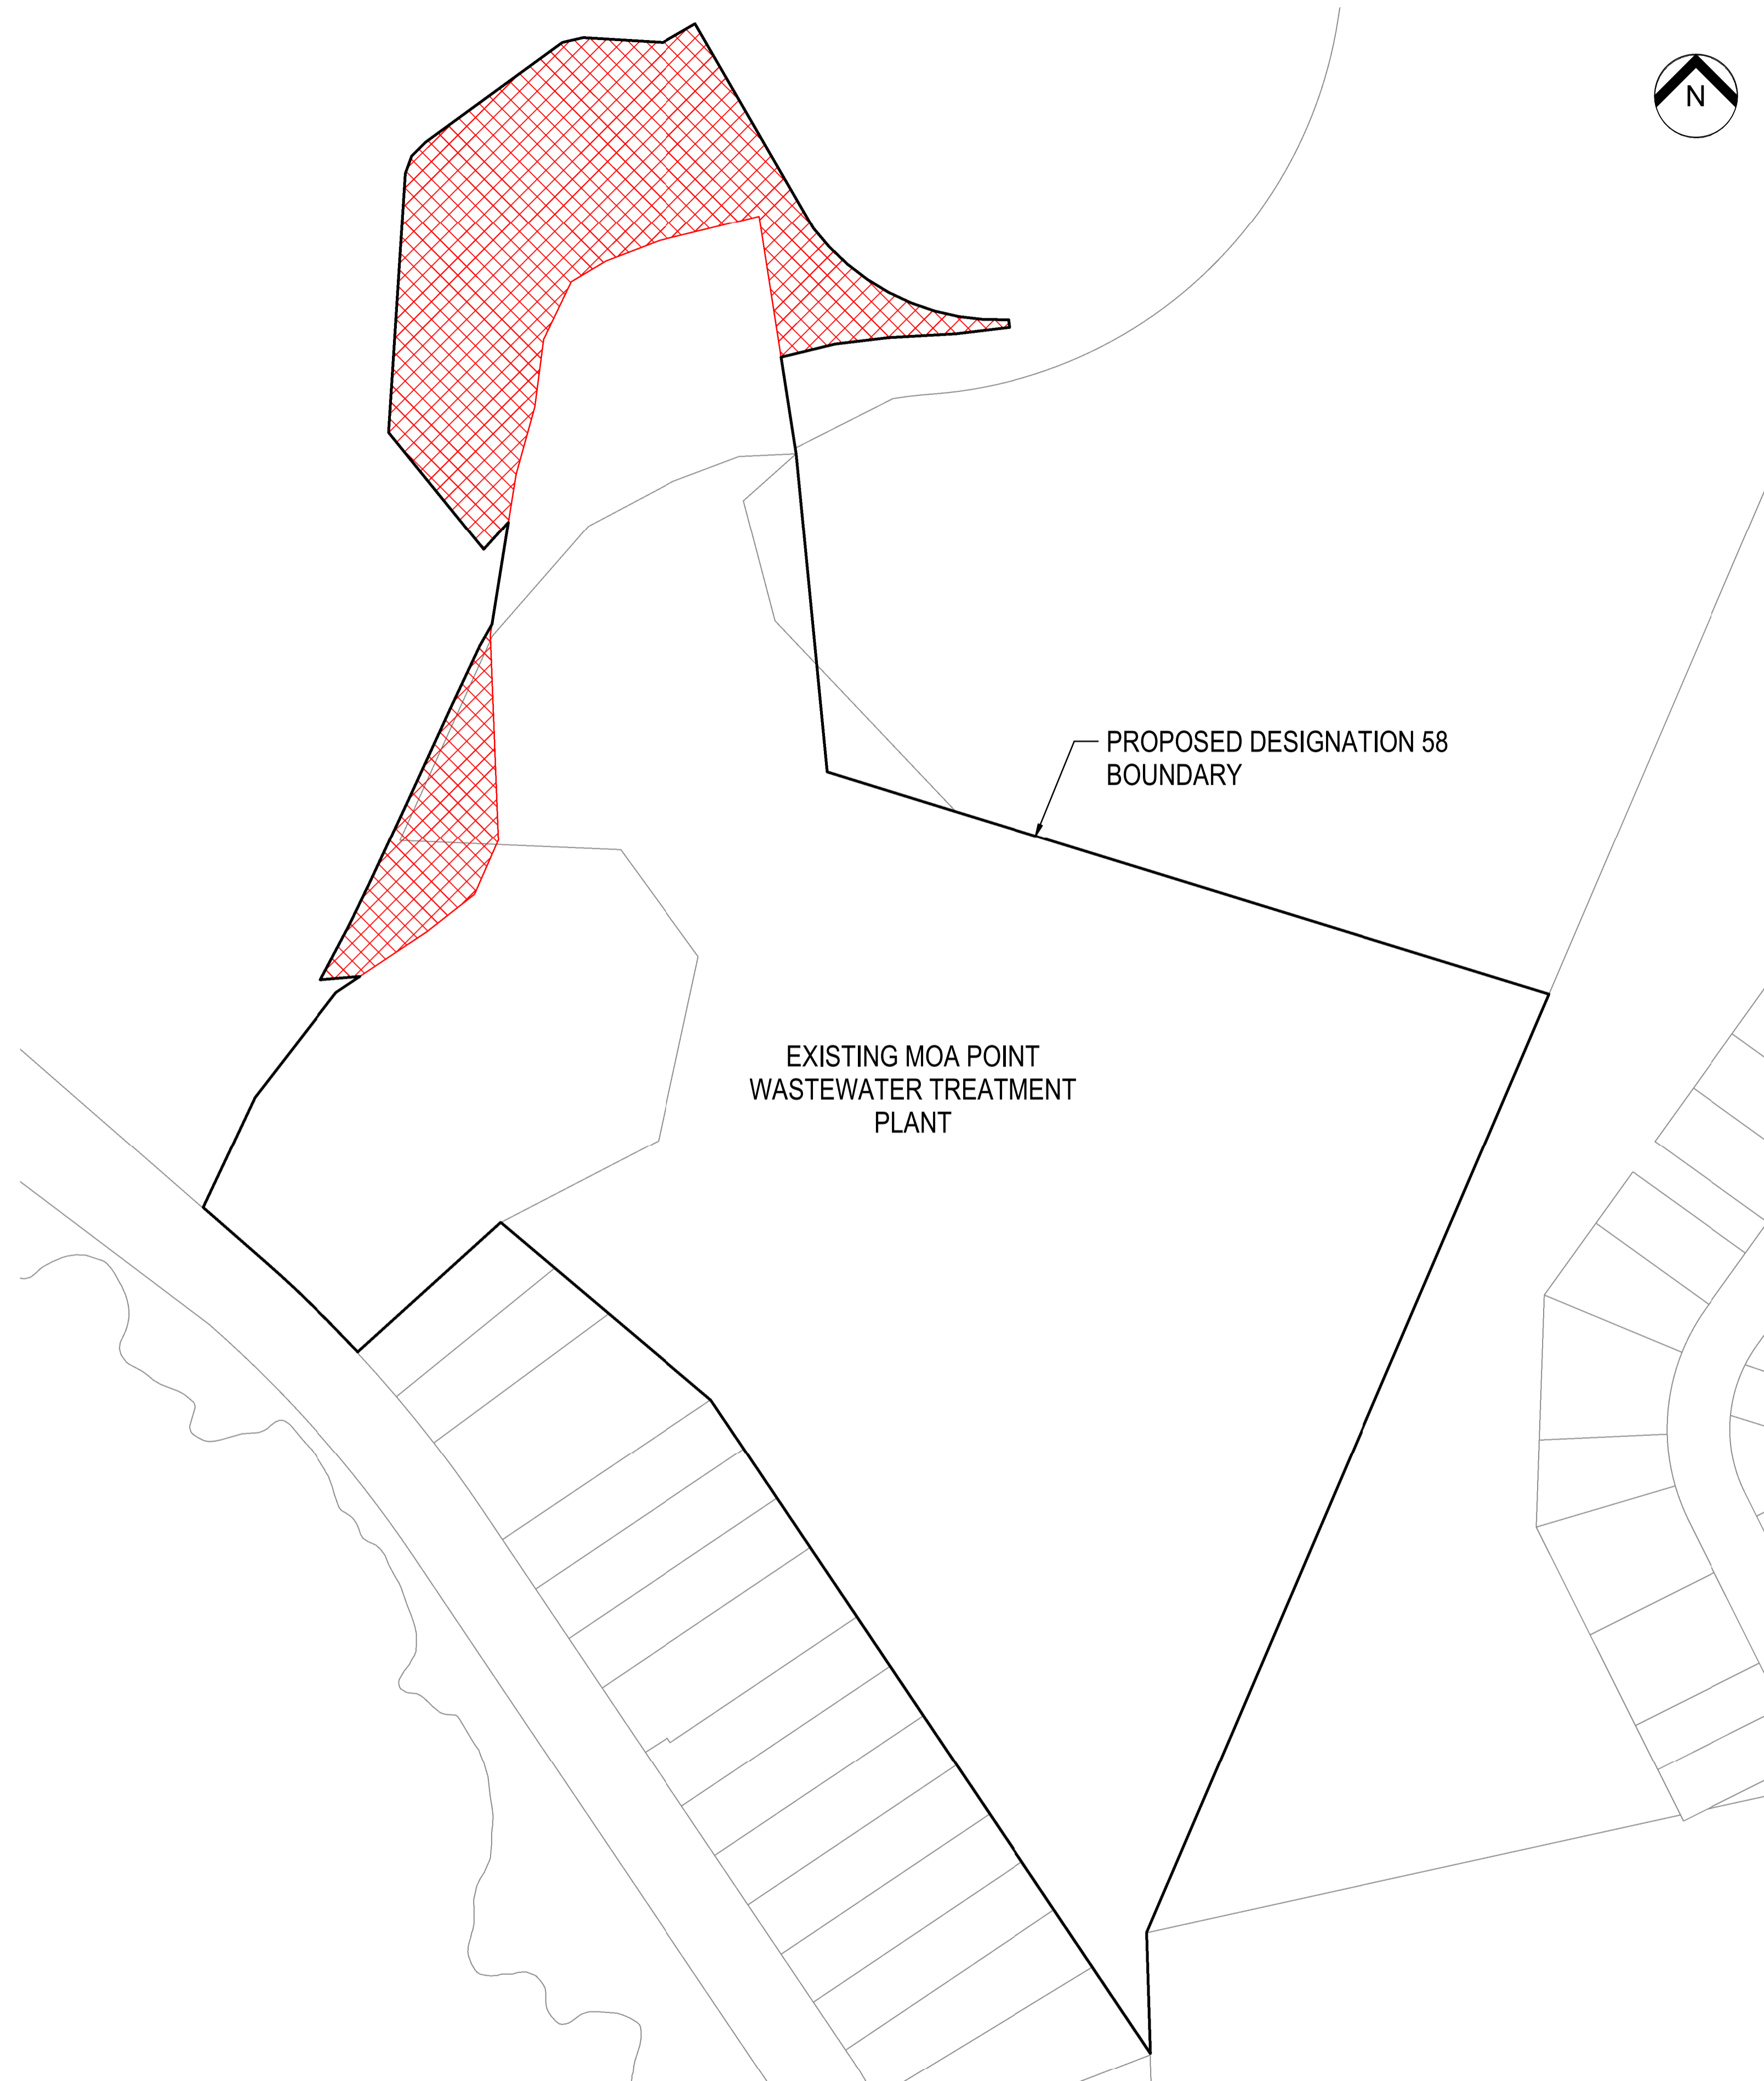 N
PROPOSED DESIGNATION 58
BOUNDARY
EXISTING MOA POINT
WASTEWATER TREATMENT
PLANT